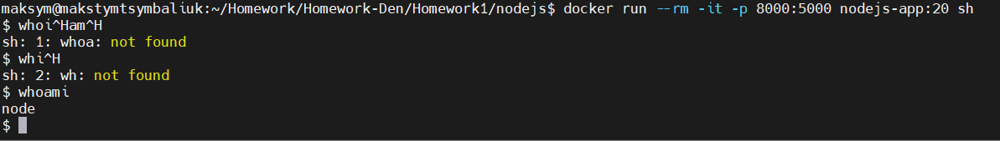 maksym@makstymtsymbaliuk:~/Homework/Homework-Den/Homework1/nodejs$ docker run --rm -it -p 8000:5000 nodejs-app:20 sh
$ whoi^Ham^H
sh: 1: whoa: not found
$ whi^H
sh: 2: wh: not found
$ whoami
node
$